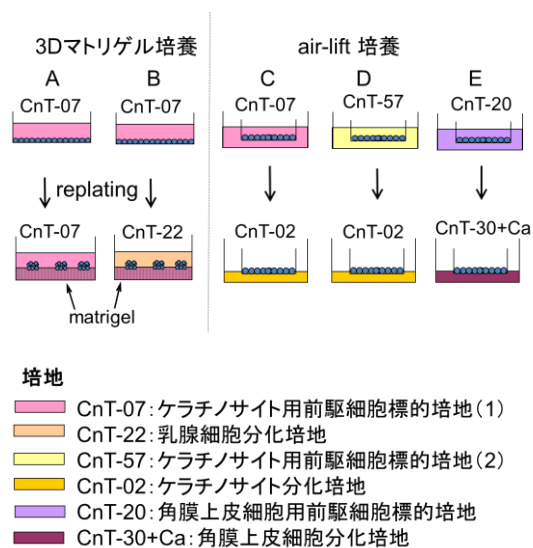 3Dマトリゲル培養
air-lift 培養
A
B
C
D
E
CnT-07
CnT-07
CnT-07
CnT-57
CnT-20
replating
CnT-07
CnT-22
CnT-02
CnT-02
CnT-30+Ca
matrigel
培地
CnT-07：ケラチノサイト用前駆細胞標的培地（1）
CnT-22：乳腺細胞分化培地
CnT-57：ケラチノサイト用前駆細胞標的培地（2）
CnT-02：ケラチノサイト分化培地
CnT-20：角膜上皮細胞用前駆細胞標的培地
CnT-30+Ca：角膜上皮細胞分化培地